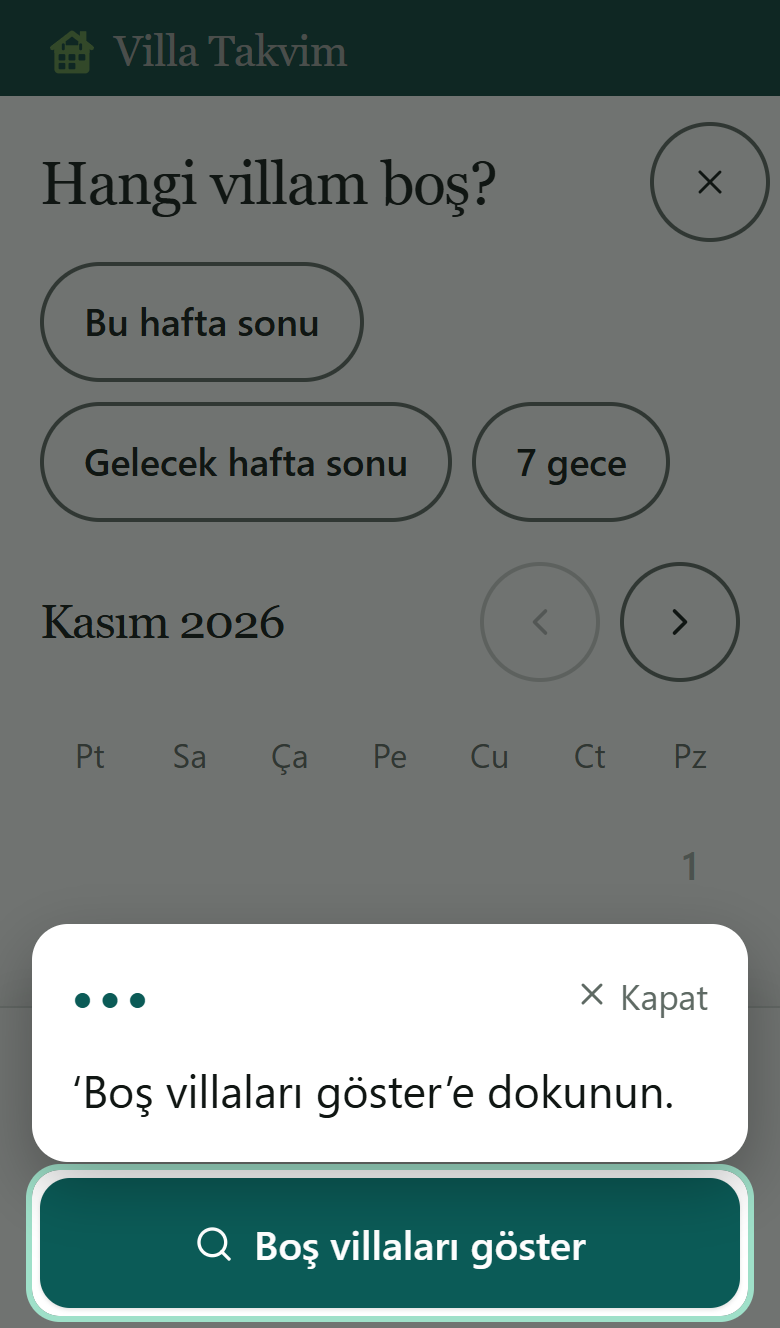 Villa Takvim
Hangi villam boş?
Bu hafta sonu
Gelecek hafta sonu
7 gece
Kasım 2026
Pt Sa Ça Pe Cu Ct Pz
1
Kapat
‘Boş villaları göster’e dokunun.
Boş villaları göster